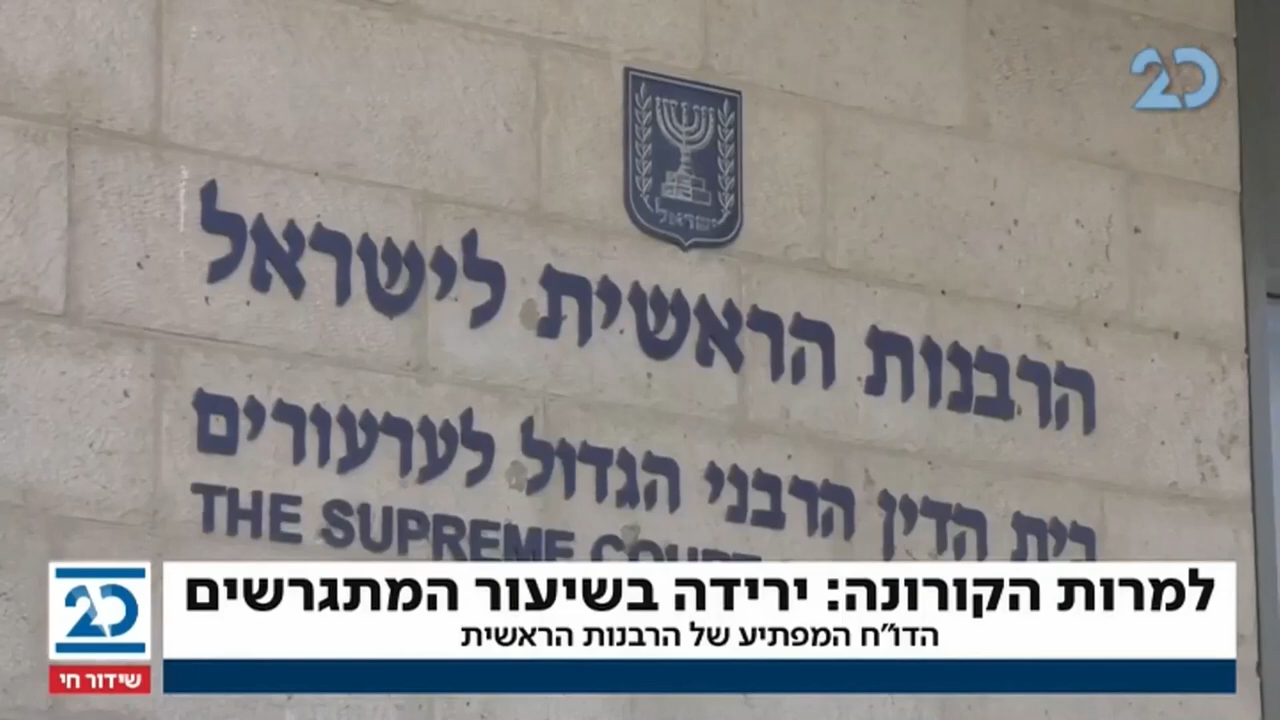 20
ישראל
הרבנות הראשית לישראל
בית הדין הרבני הגדול לערעורים
THE SUPREME COURT
למרות הקורונה: ירידה בשיעור המתגרשים
הדו״ח המפתיע של הרבנות הראשית
20
שידור חי